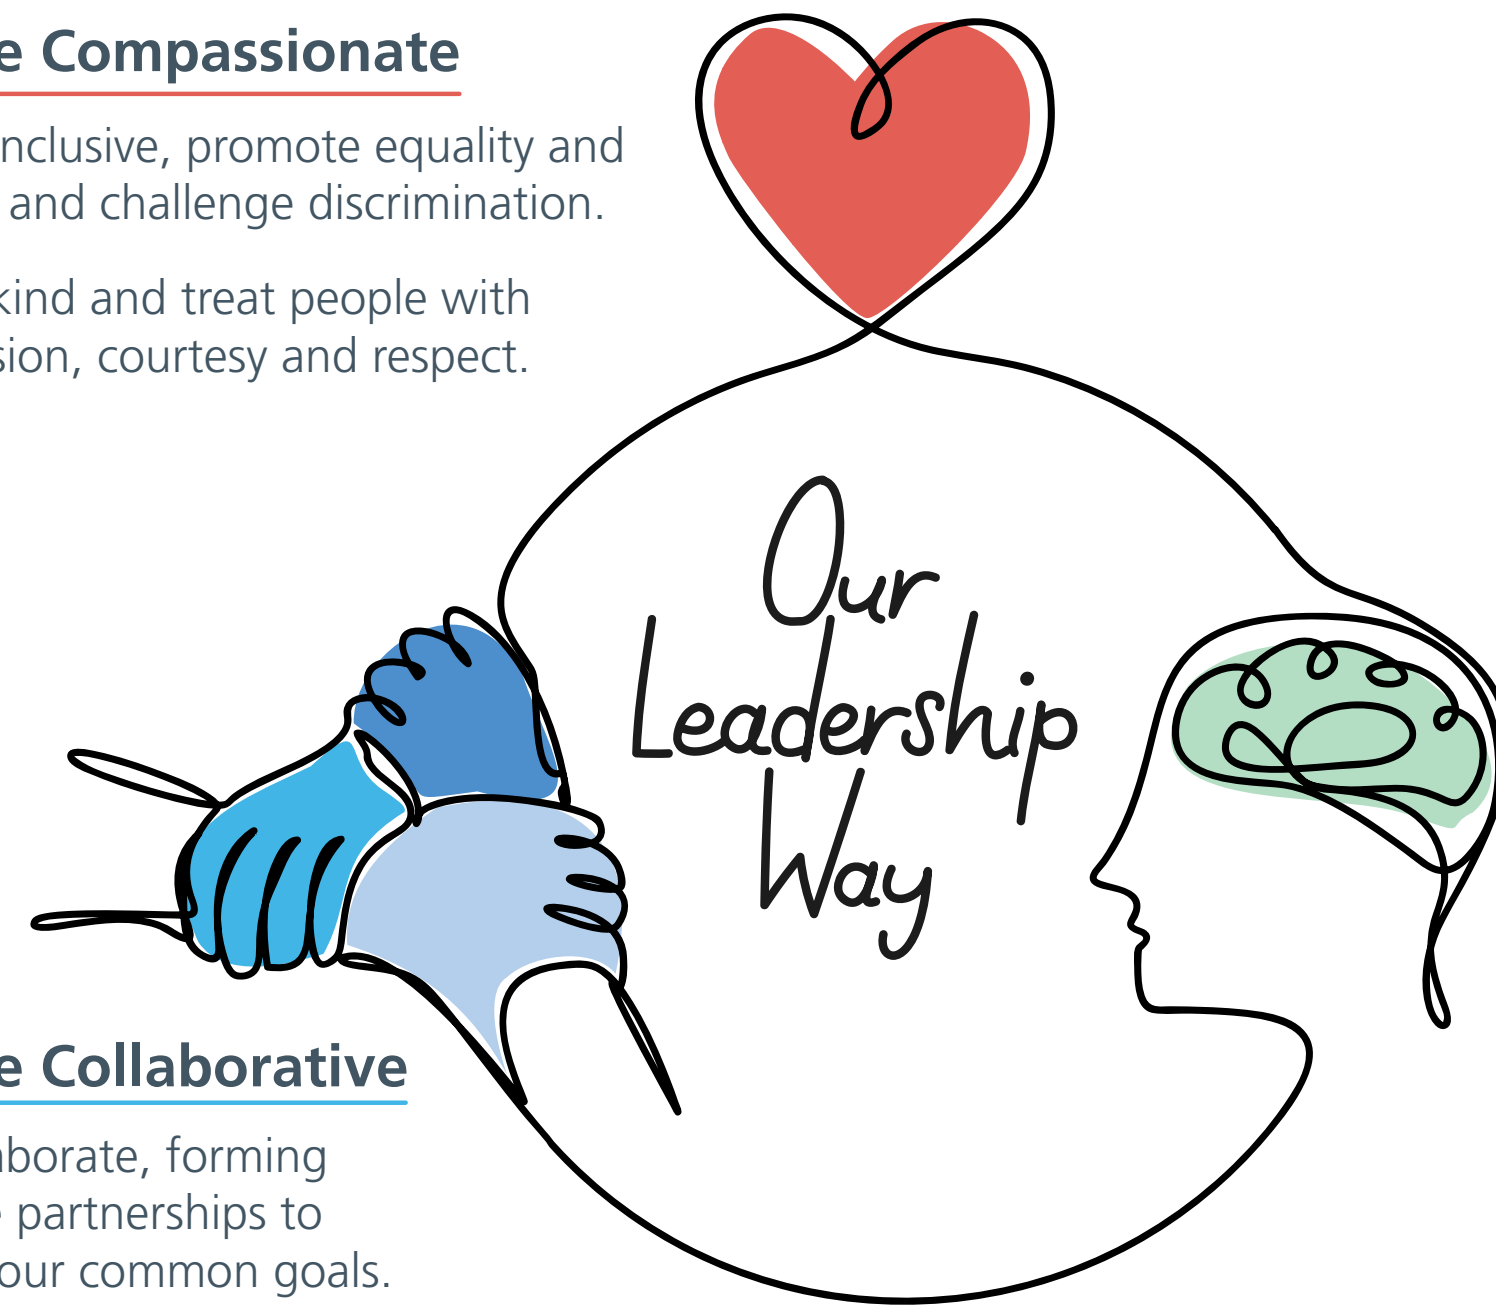 e Compassionate
nclusive, promote equality and
and challenge discrimination.
kind and treat people with
sion, courtesy and respect.
Our
Leadership
Way
e Collaborative
borate, forming
e partnerships to
our common goals.